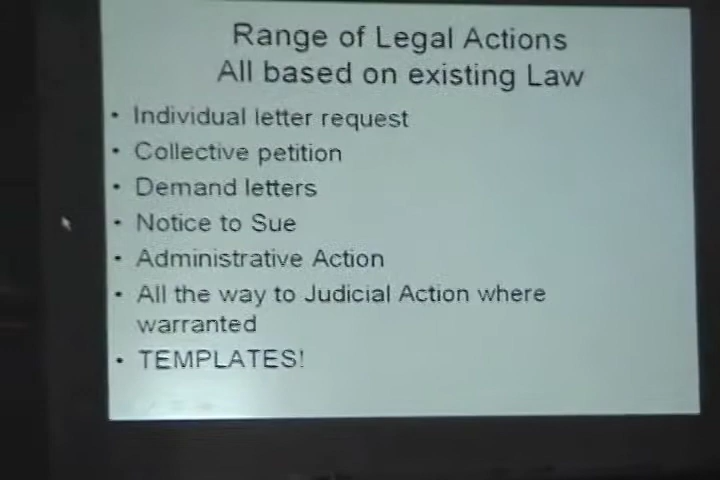 Range of Legal Actions
All based on existing Law
• Individual letter request
• Collective petition
• Demand letters
• Notice to Sue
• Administrative Action
• All the way to Judicial Action where
warranted
• TEMPLATES!